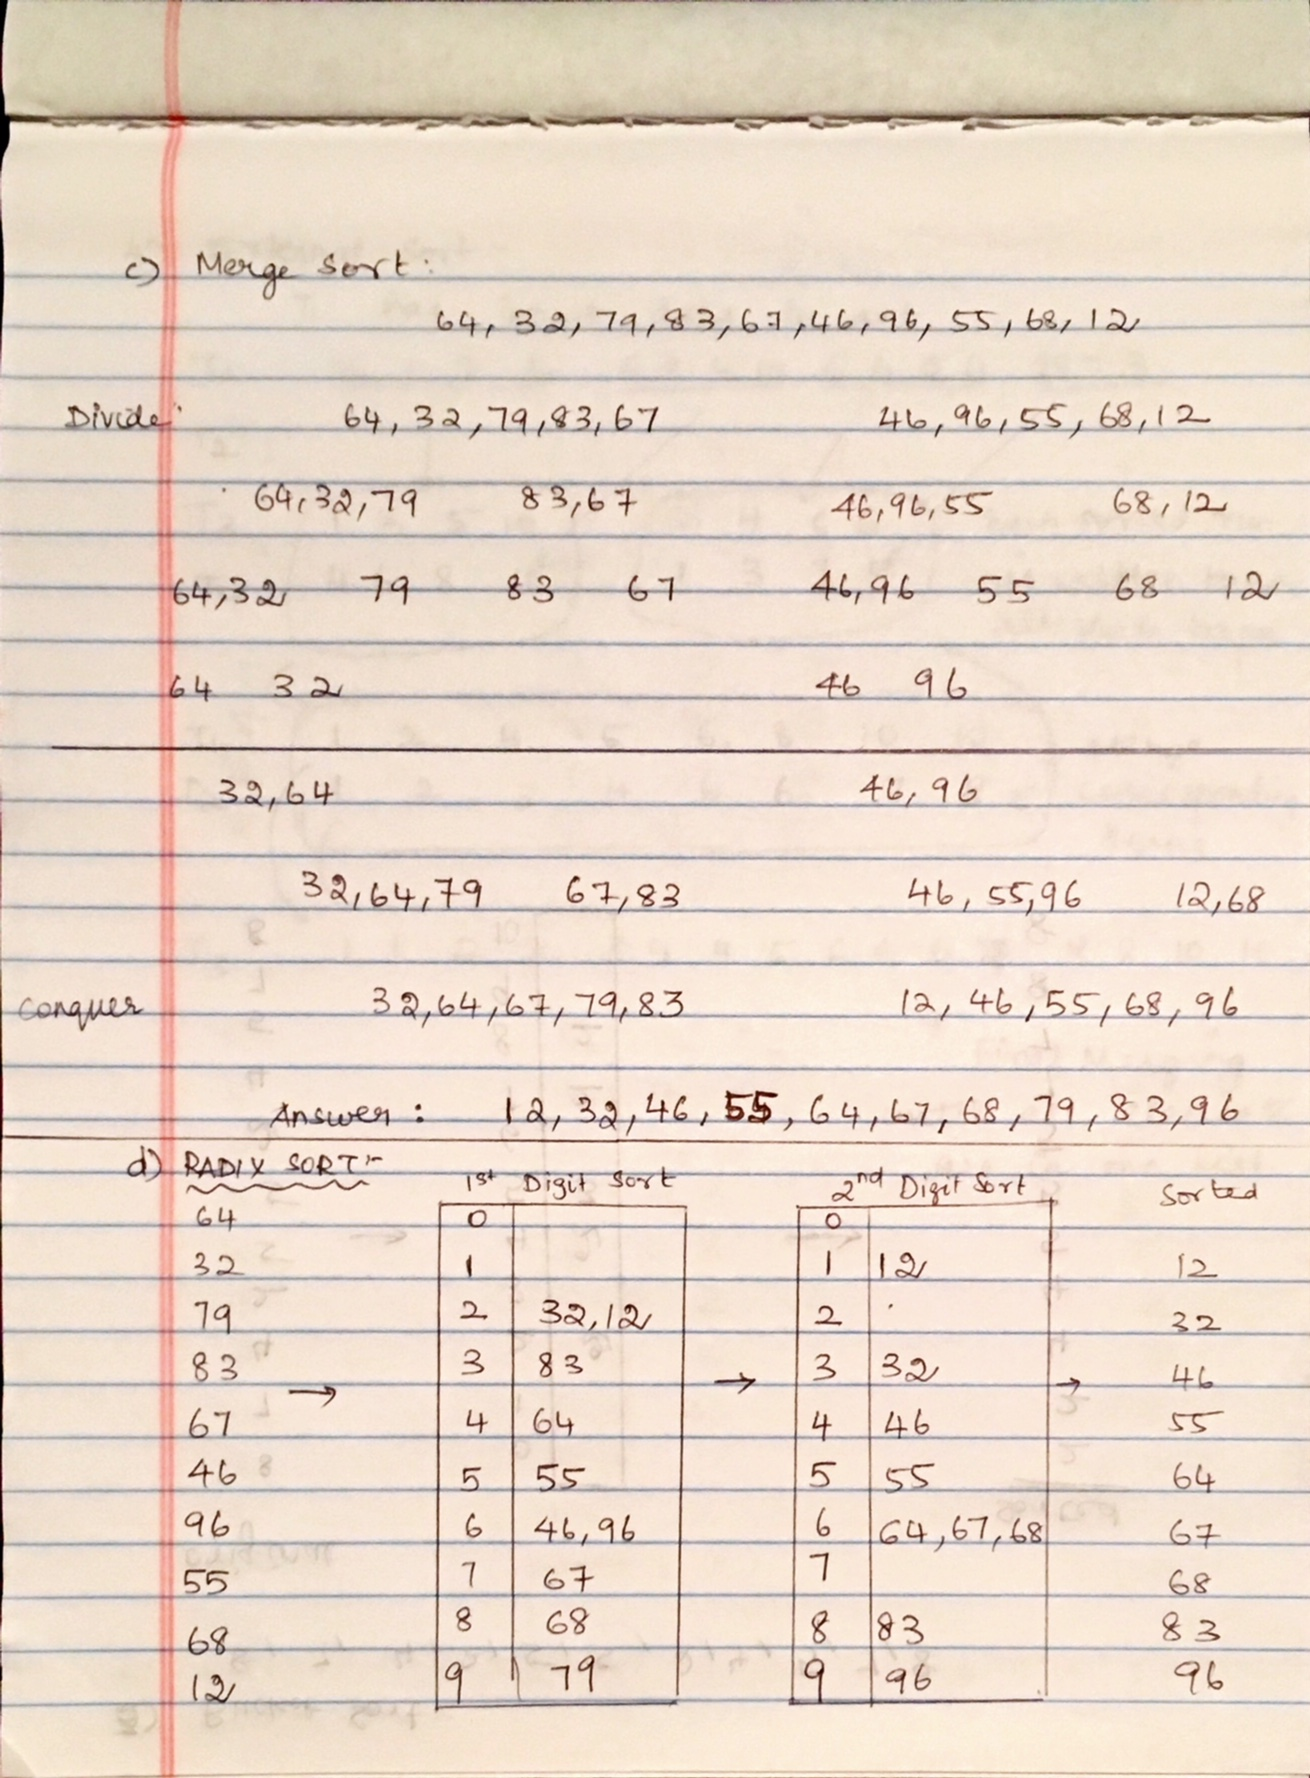 c) Merge Sort:
64, 32, 79, 83, 67, 46, 96, 55, 68, 12
Divide: 64, 32, 79, 83, 67 46, 96, 55, 68, 12
64, 32, 79 83, 67 46, 96, 55 68, 12
64, 32 79 83 67 46, 96 55 68 12
64 32 46 96
32, 64 46, 96
32, 64, 79 67, 83 46, 55, 96 12, 68
Conquer 32, 64, 67, 79, 83 12, 46, 55, 68, 96
Answer: 12, 32, 46, 55, 64, 67, 68, 79, 83, 96
d) RADIX SORT:- 1st Digit Sort 2nd Digit Sort Sorted
64 0 0
32 1 1 12 12
79 2 32, 12 2 32
83 3 83 3 32 46
→ → →
67 4 64 4 46 55
46 5 55 5 55 64
96 6 46, 96 6 64, 67, 68 67
55 7 67 7 68
68 8 68 8 83 83
12 9 79 9 96 96